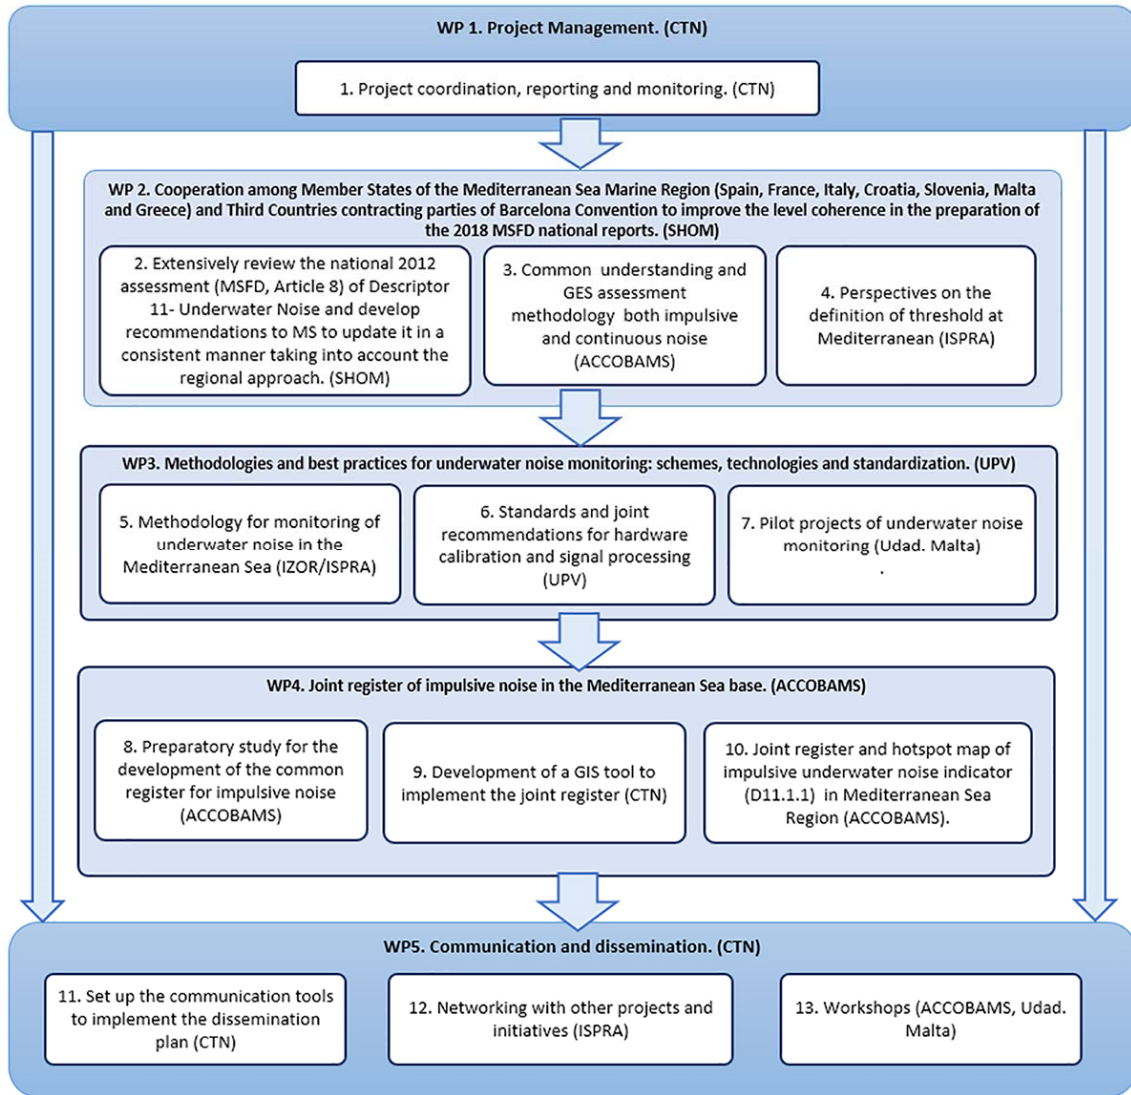 WP 1. Project Management. (CTN)
1. Project coordination, reporting and monitoring. (CTN)
WP 2. Cooperation among Member States of the Mediterranean Sea Marine Region (Spain, France, Italy, Croatia, Slovenia, Malta
and Greece) and Third Countries contracting parties of Barcelona Convention to improve the level coherence in the preparation of
the 2018 MSFD national reports. (SHOM)
2. Extensively review the national 2012
assessment (MSFD, Article 8) of Descriptor
11- Underwater Noise and develop
recommendations to MS to update it in a
consistent manner taking into account the
regional approach. (SHOM)
3. Common understanding and
GES assessment
methodology both impulsive
and continuous noise
(ACCOBAMS)
4. Perspectives on the
definition of threshold at
Mediterranean (ISPRA)
WP3. Methodologies and best practices for underwater noise monitoring: schemes, technologies and standardization. (UPV)
5. Methodology for monitoring of
underwater noise in the
Mediterranean Sea (IZOR/ISPRA)
6. Standards and joint
recommendations for hardware
calibration and signal processing
(UPV)
7. Pilot projects of underwater noise
monitoring (Udad. Malta)
.
WP4. Joint register of impulsive noise in the Mediterranean Sea base. (ACCOBAMS)
8. Preparatory study for the
development of the common
register for impulsive noise
(ACCOBAMS)
9. Development of a GIS tool to
implement the joint register (CTN)
10. Joint register and hotspot map of
impulsive underwater noise indicator
(D11.1.1) in Mediterranean Sea
Region (ACCOBAMS).
WP5. Communication and dissemination. (CTN)
11. Set up the communication tools
to implement the dissemination
plan (CTN)
12. Networking with other projects and
initiatives (ISPRA)
13. Workshops (ACCOBAMS, Udad.
Malta)